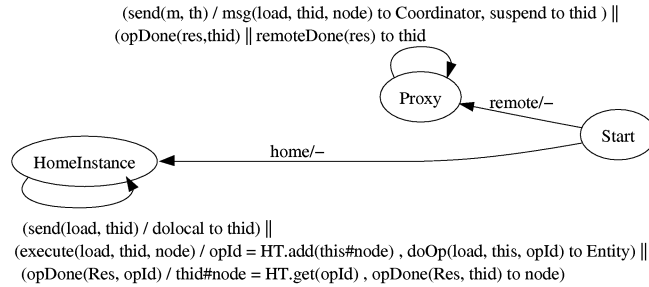 (send(m, th) / msg(load, thid, node) to Coordinator, suspend to thid ) ||
(opDone(res,thid) || remoteDone(res) to thid
Proxy
remote/–
Start
home/–
HomeInstance
(send(load, thid) / dolocal to thid) ||
(execute(load, thid, node) / opId = HT.add(this#node) , doOp(load, this, opId) to Entity) ||
(opDone(Res, opId) / thid#node = HT.get(opId) , opDone(Res, thid) to node)